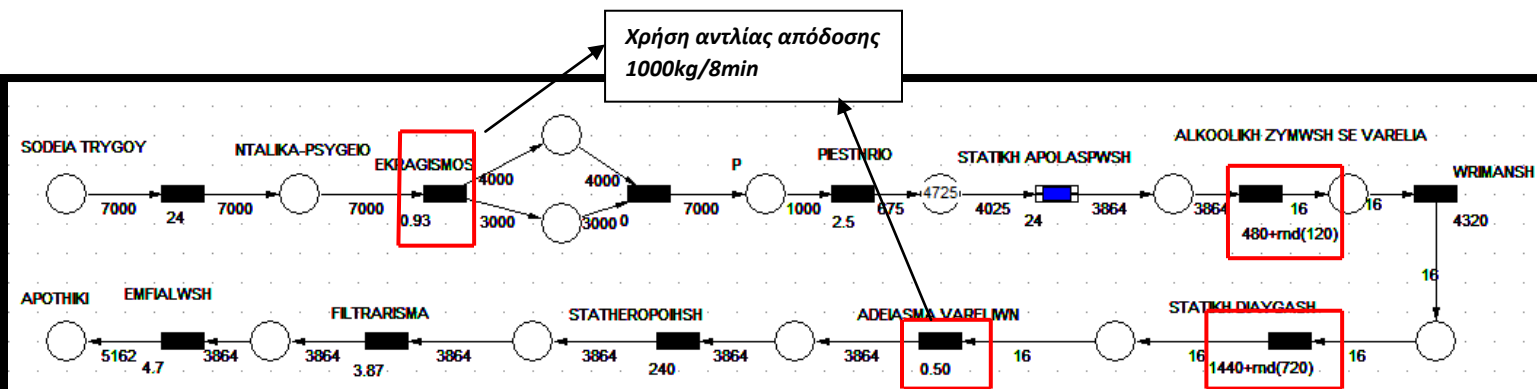 Χρήση αντλίας απόδοσης
1000kg/8min
SODEIA TRYGOY
NTALIKA-PSYGEIO
EKRAGISMOS
P
PIESTHRIO
STATIKH APOLASPWSH
ALKOOLIKH ZYMWSH SE VARELIA
WRIMANSH
7000
24
7000
7000
0.93
4000
3000
4000
3000
0
7000
1000
2.5
675
4725
4025
24
3864
3864
16
480+rnd(120)
16
4320
16
APOTHIKI
EMFIALWSH
FILTRARISMA
STATHEROPOIHSH
ADEIASMA VARELIWN
STATIKH DIAYGASH
5162
4.7
3864
3864
3.87
3864
3864
240
3864
3864
0.50
16
16
1440+rnd(720)
16